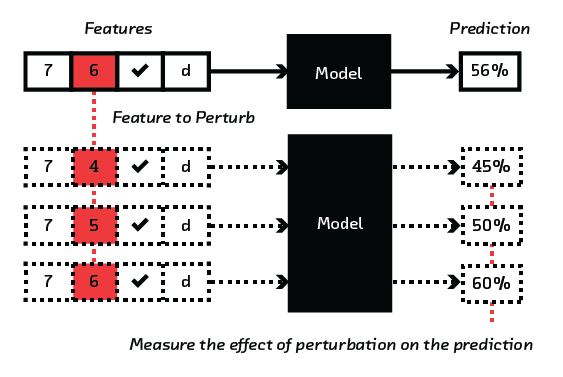 Features Prediction
7 6 ✓ d Model 56%
Feature to Perturb
7 4 ✓ d 45%
7 5 ✓ d Model 50%
7 6 ✓ d 60%
Measure the effect of perturbation on the prediction